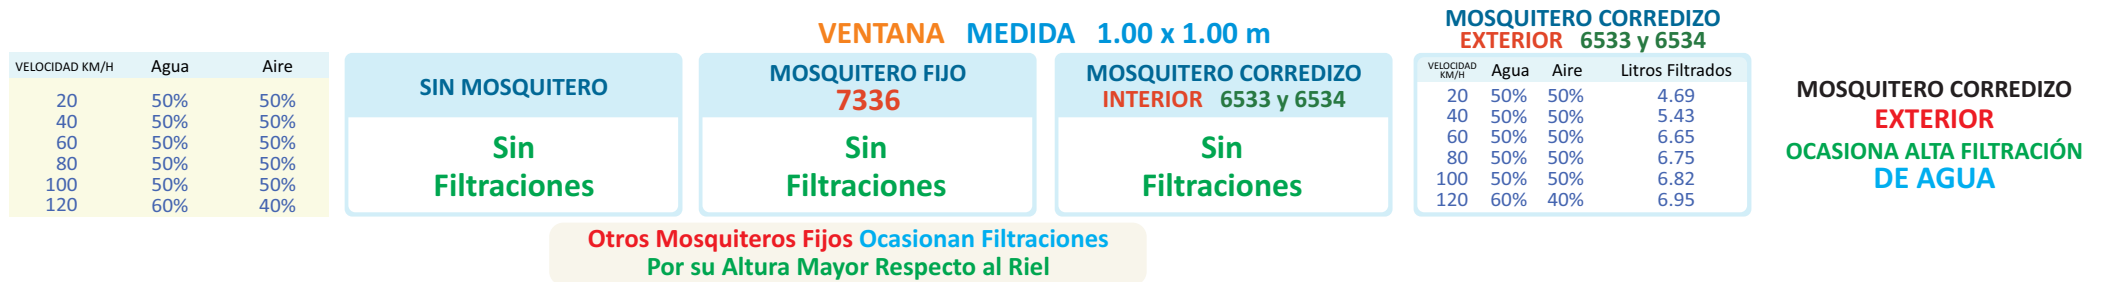 VENTANA MEDIDA 1.00 x 1.00 m
VELOCIDAD KM/H Agua Aire
20 50% 50%
40 50% 50%
60 50% 50%
80 50% 50%
100 50% 50%
120 60% 40%
SIN MOSQUITERO
Sin
Filtraciones
MOSQUITERO FIJO
7336
Sin
Filtraciones
MOSQUITERO CORREDIZO
INTERIOR 6533 y 6534
Sin
Filtraciones
MOSQUITERO CORREDIZO
EXTERIOR 6533 y 6534
VELOCIDAD
KM/H Agua Aire Litros Filtrados
20 50% 50% 4.69
40 50% 50% 5.43
60 50% 50% 6.65
80 50% 50% 6.75
100 50% 50% 6.82
120 60% 40% 6.95
MOSQUITERO CORREDIZO
EXTERIOR
OCASIONA ALTA FILTRACIÓN
DE AGUA
Otros Mosquiteros Fijos Ocasionan Filtraciones
Por su Altura Mayor Respecto al Riel